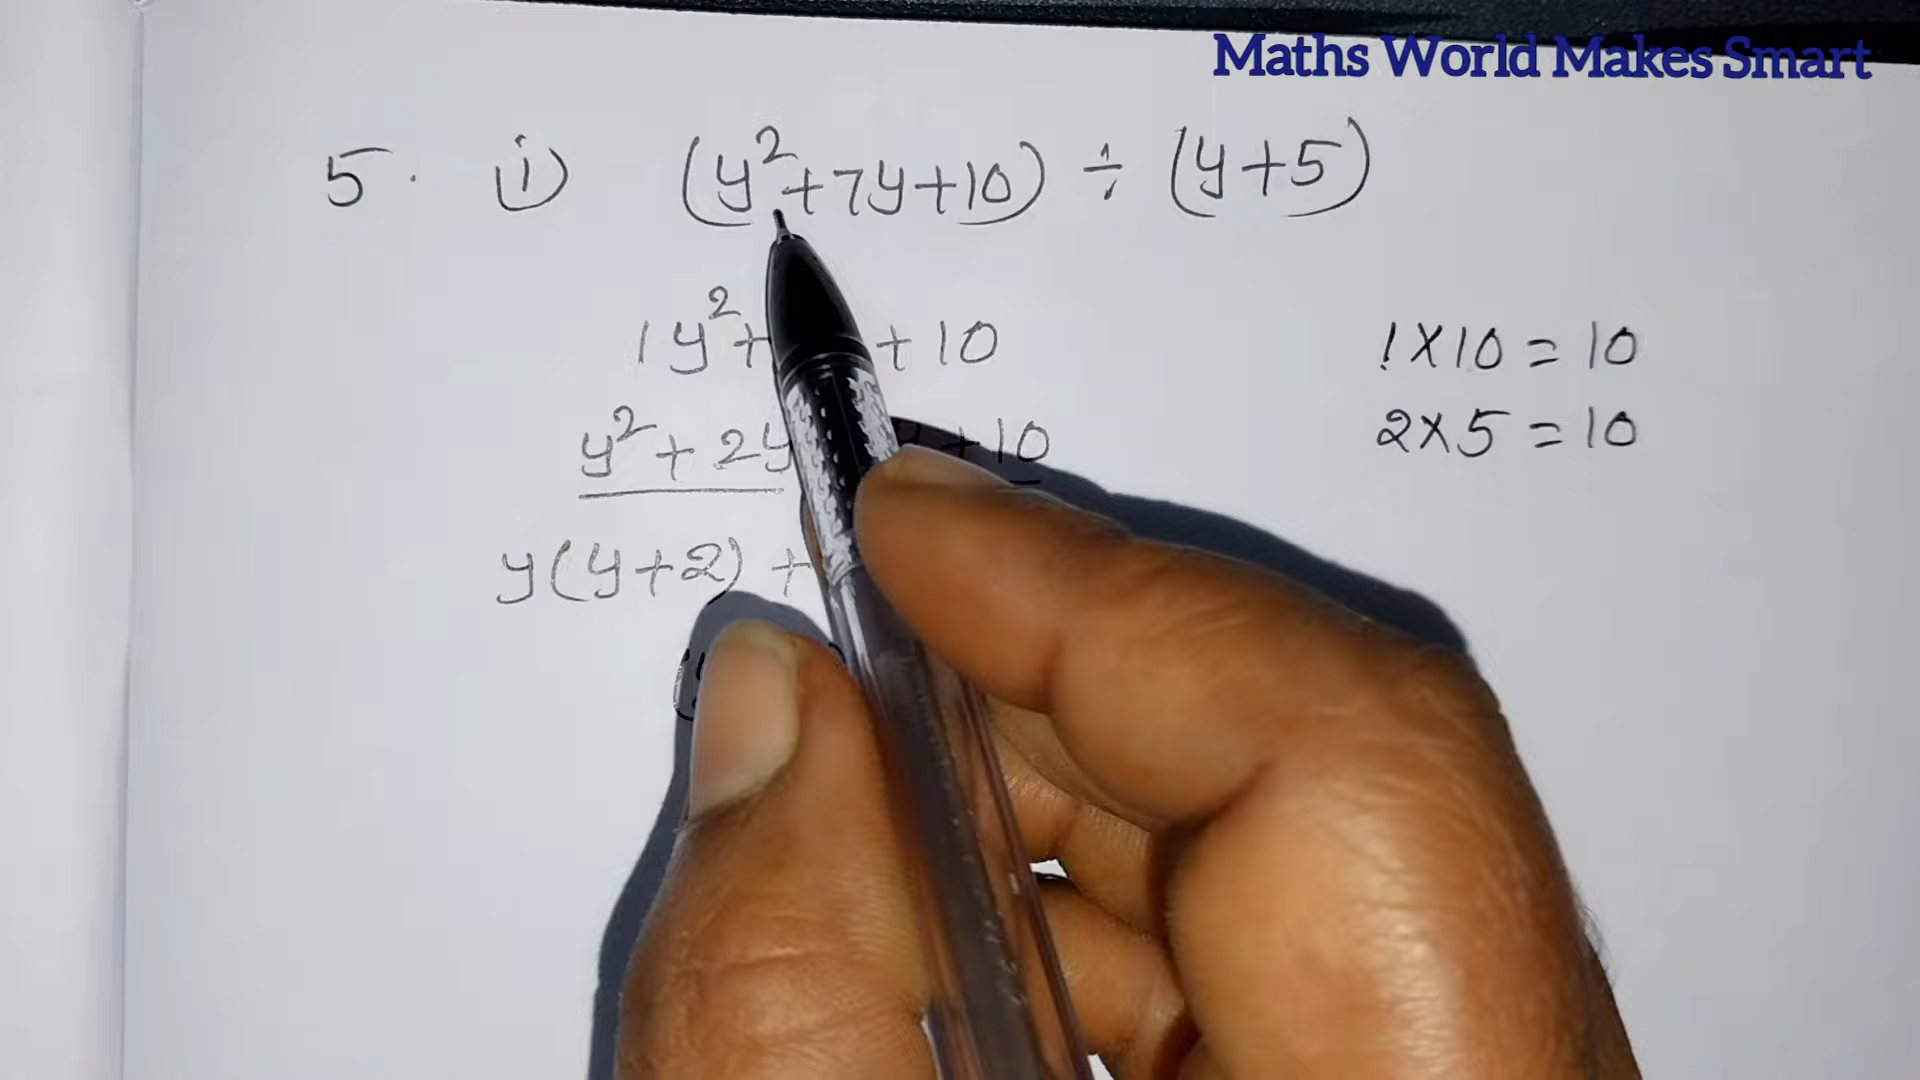 Maths World Makes Smart
5. i) (y²+7y+10) ÷ (y+5)
1y²+ + 10
1×10=10
y²+2y +10
2×5=10
y(y+2) +